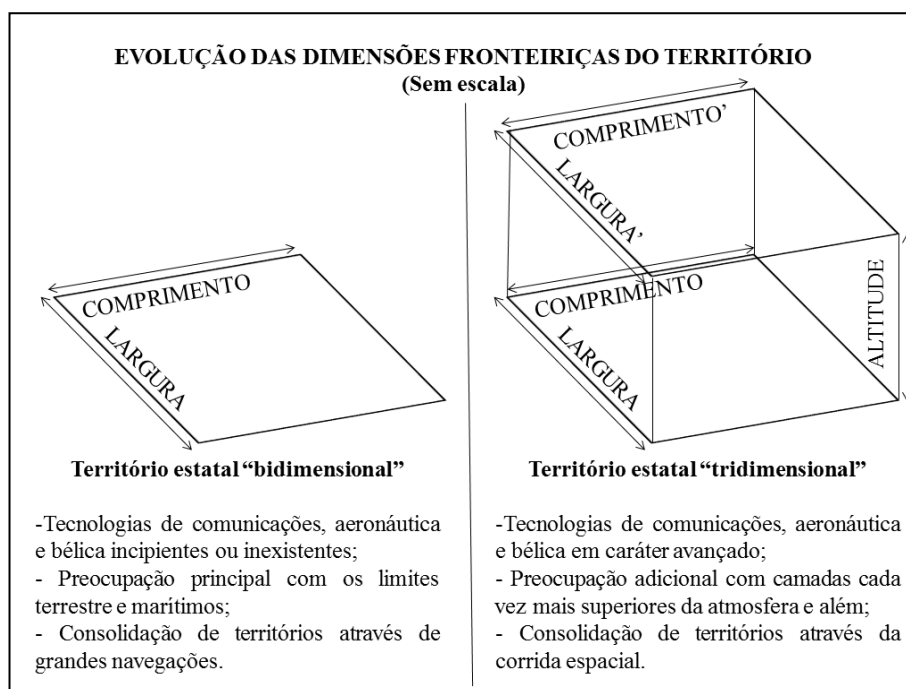 EVOLUÇÃO DAS DIMENSÕES FRONTEIRIÇAS DO TERRITÓRIO
(Sem escala)
COMPRIMENTO
LARGURA
Território estatal “bidimensional”
-Tecnologias de comunicações, aeronáutica
e bélica incipientes ou inexistentes;
- Preocupação principal com os limites
terrestre e marítimos;
- Consolidação de territórios através de
grandes navegações.
COMPRIMENTO’
LARGURA’
COMPRIMENTO
LARGURA
ALTITUDE
Território estatal “tridimensional”
-Tecnologias de comunicações, aeronáutica
e bélica em caráter avançado;
- Preocupação adicional com camadas cada
vez mais superiores da atmosfera e além;
- Consolidação de territórios através da
corrida espacial.